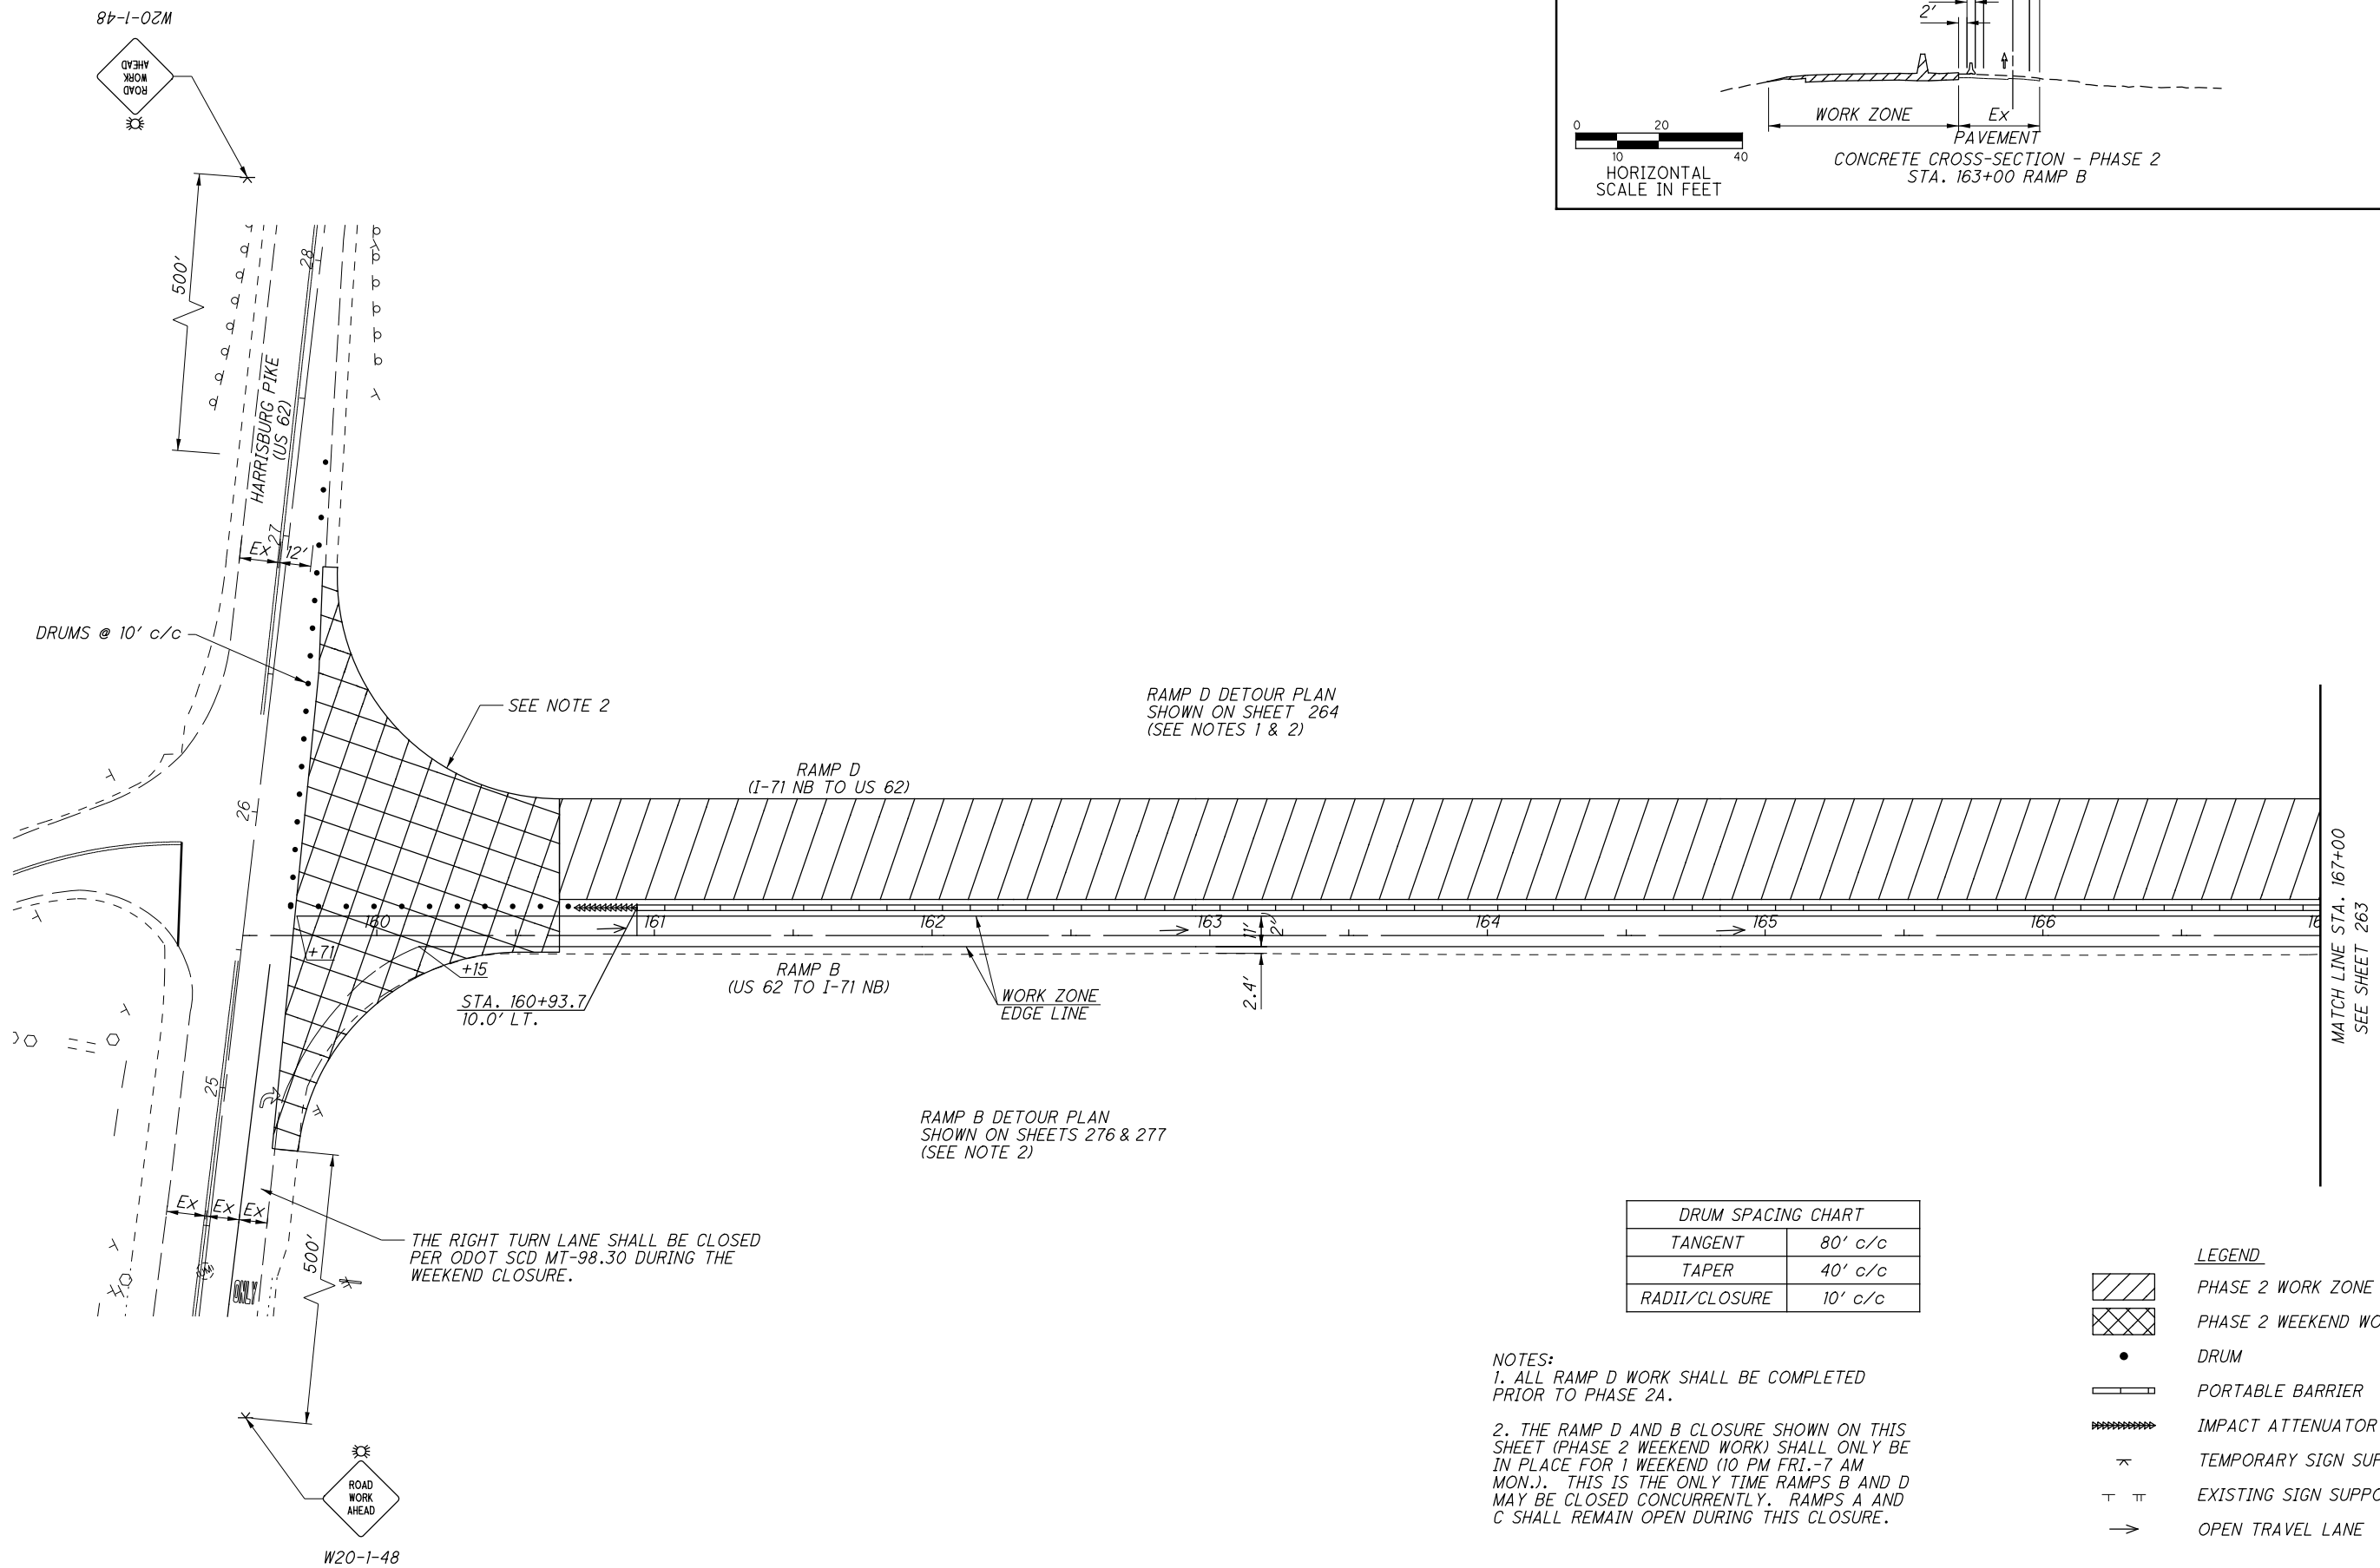 W20-1-48
ROAD
WORK
AHEAD
500'
28
HARRISBURG PIKE
(US 62)
27
Ex 12'
DRUMS @ 10' c/c
SEE NOTE 2
26
25
2'
WORK ZONE
Ex
PAVEMENT
0 20
10 40
HORIZONTAL
SCALE IN FEET
CONCRETE CROSS-SECTION - PHASE 2
STA. 163+00 RAMP B
RAMP D DETOUR PLAN
SHOWN ON SHEET 264
(SEE NOTES 1 & 2)
RAMP D
(I-71 NB TO US 62)
160 161 162 163 164 165 166
+71
+15
STA. 160+93.7
10.0' LT.
RAMP B
(US 62 TO I-71 NB)
WORK ZONE
EDGE LINE
11'
2'
2.4'
MATCH LINE STA. 167+00
SEE SHEET 263
RAMP B DETOUR PLAN
SHOWN ON SHEETS 276 & 277
(SEE NOTE 2)
Ex Ex Ex
ONLY
500'
THE RIGHT TURN LANE SHALL BE CLOSED
PER ODOT SCD MT-98.30 DURING THE
WEEKEND CLOSURE.
ROAD
WORK
AHEAD
W20-1-48
DRUM SPACING CHART
TANGENT 80' c/c
TAPER 40' c/c
RADII/CLOSURE 10' c/c
NOTES:
1. ALL RAMP D WORK SHALL BE COMPLETED
PRIOR TO PHASE 2A.
2. THE RAMP D AND B CLOSURE SHOWN ON THIS
SHEET (PHASE 2 WEEKEND WORK) SHALL ONLY BE
IN PLACE FOR 1 WEEKEND (10 PM FRI.-7 AM
MON.). THIS IS THE ONLY TIME RAMPS B AND D
MAY BE CLOSED CONCURRENTLY. RAMPS A AND
C SHALL REMAIN OPEN DURING THIS CLOSURE.
LEGEND
PHASE 2 WORK ZONE
PHASE 2 WEEKEND WO
DRUM
PORTABLE BARRIER
IMPACT ATTENUATOR
TEMPORARY SIGN SUP
EXISTING SIGN SUPPO
OPEN TRAVEL LANE